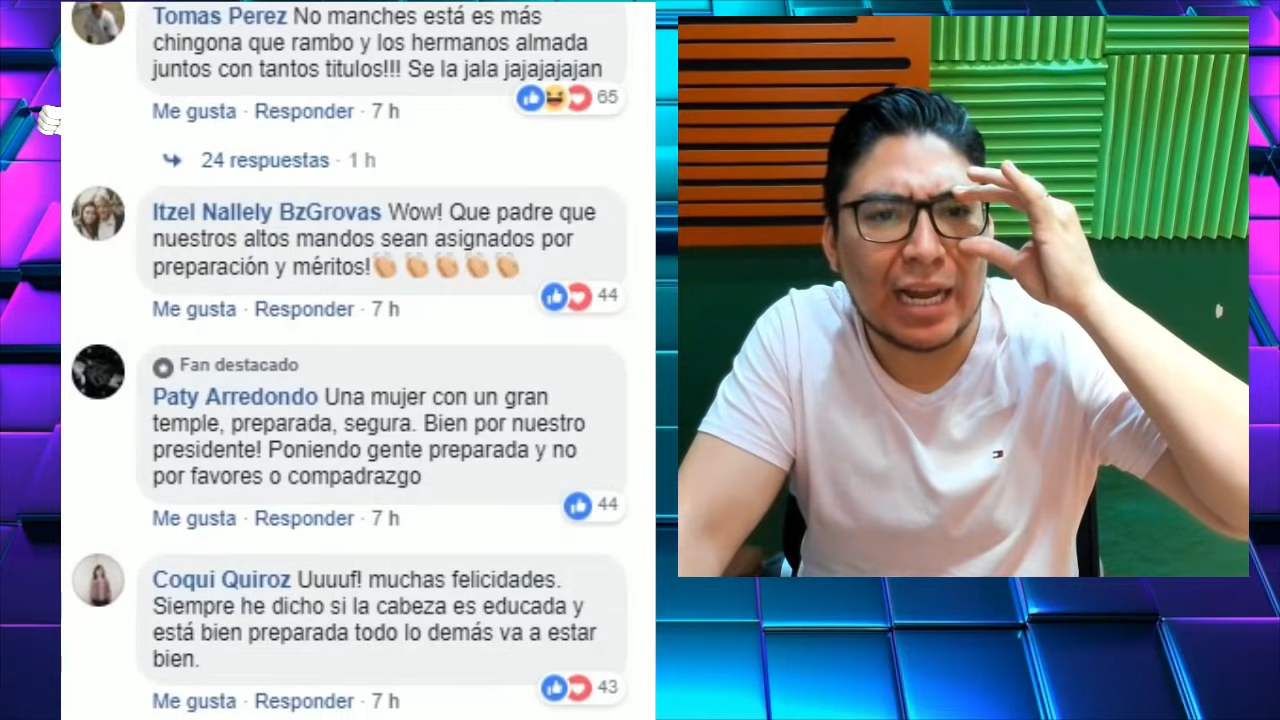 Tomas Perez No manches está es más
chingona que rambo y los hermanos almada
juntos con tantos titulos!!! Se la jala jajajajajan
65
Me gusta · Responder · 7 h
24 respuestas · 1 h
Itzel Nallely BzGrovas Wow! Que padre que
nuestros altos mandos sean asignados por
preparación y méritos!👏👏👏👏👏
44
Me gusta · Responder · 7 h
Fan destacado
Paty Arredondo Una mujer con un gran
temple, preparada, segura. Bien por nuestro
presidente! Poniendo gente preparada y no
por favores o compadrazgo
44
Me gusta · Responder · 7 h
Coqui Quiroz Uuuuf! muchas felicidades.
Siempre he dicho si la cabeza es educada y
está bien preparada todo lo demás va a estar
bien.
43
Me gusta · Responder · 7 h